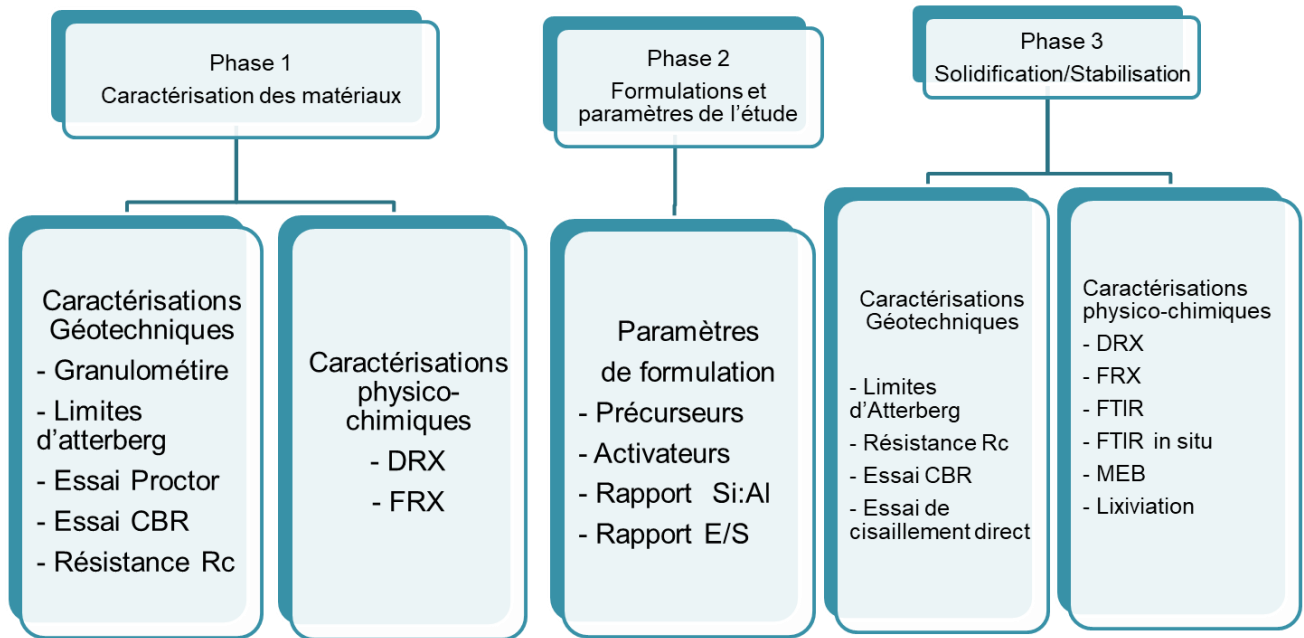 Phase 1
Caractérisation des matériaux
Caractérisations
Géotechniques
- Granulométire
- Limites
d'atterberg
- Essai Proctor
- Essai CBR
- Résistance Rc
Caractérisations
physico-
chimiques
- DRX
- FRX
Phase 2
Formulations et
paramètres de l'étude
Paramètres
de formulation
- Précurseurs
- Activateurs
- Rapport Si:Al
- Rapport E/S
Phase 3
Solidification/Stabilisation
Caractérisations
Géotechniques
- Limites
d'Atterberg
- Résistance Rc
- Essai CBR
- Essai de
cisaillement direct
Caractérisations
physico-chimiques
- DRX
- FRX
- FTIR
- FTIR in situ
- MEB
- Lixiviation